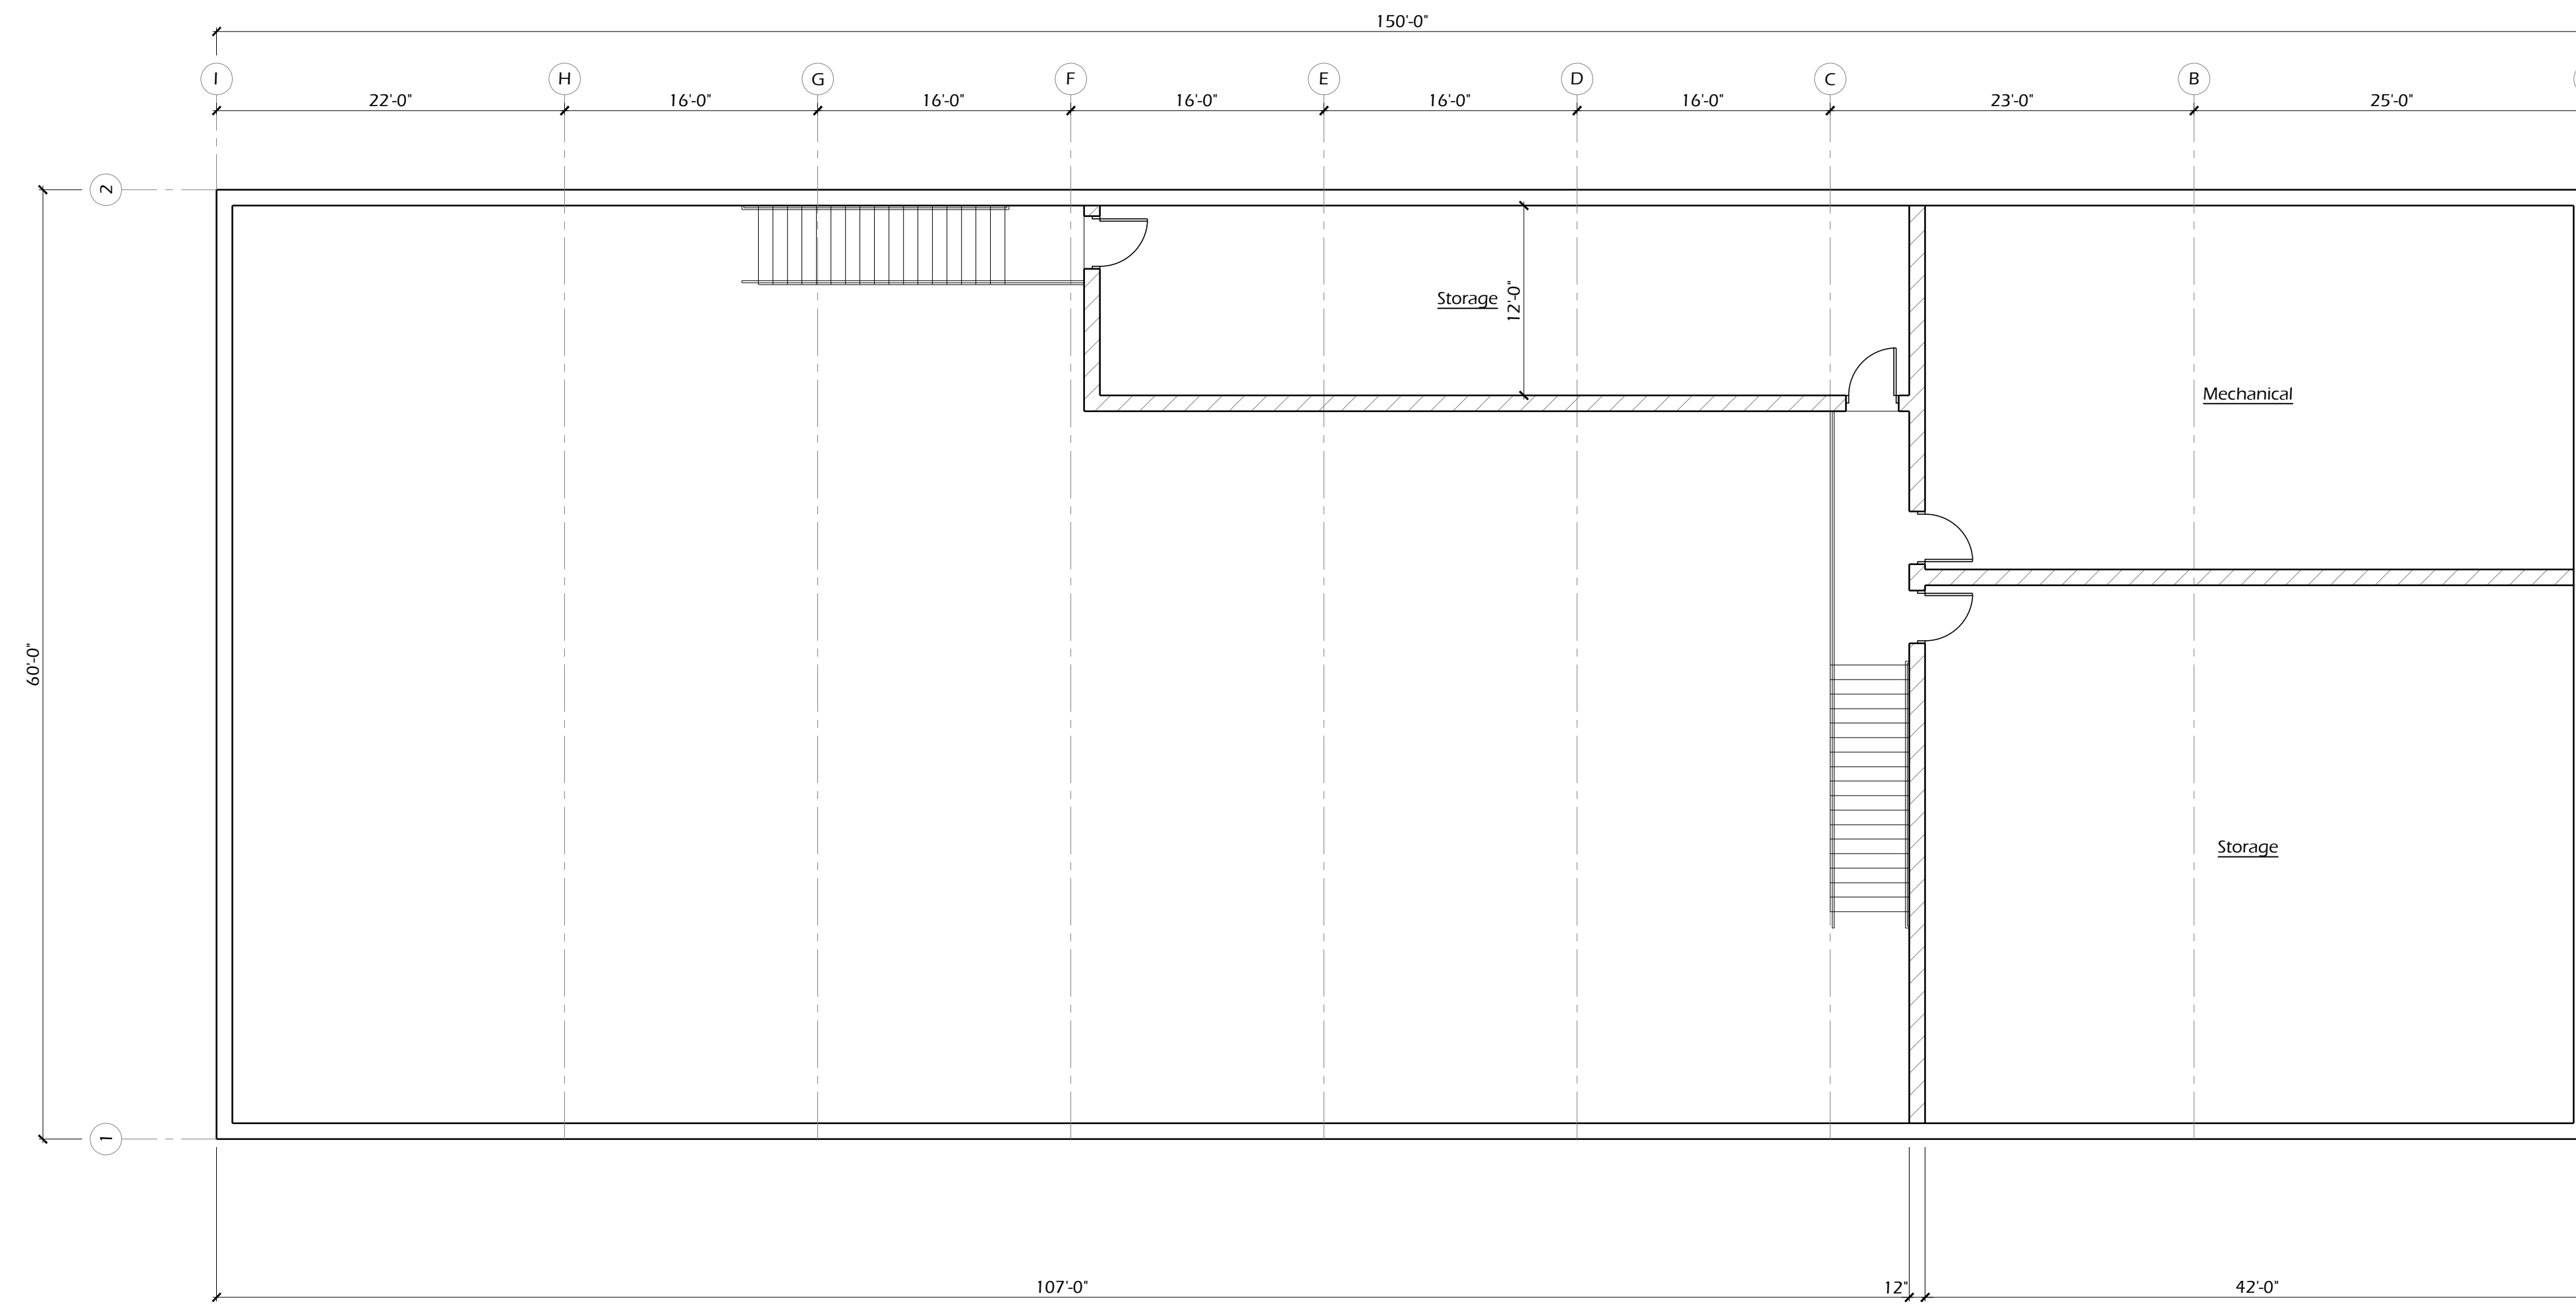 150'-0"
I
H
G
F
E
D
C
B
22'-0"
16'-0"
16'-0"
16'-0"
16'-0"
16'-0"
23'-0"
25'-0"
2
Storage
12'-0"
Mechanical
60'-0"
Storage
1
107'-0"
12"
42'-0"